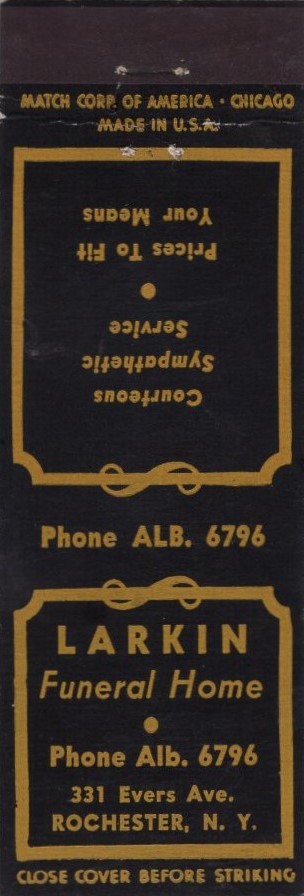 MATCH CORP. OF AMERICA · CHICAGO
MADE IN U.S.A.
Courteous
Sympathetic
Service
•
Prices To Fit
Your Means
Phone ALB. 6796
LARKIN
Funeral Home
•
Phone Alb. 6796
331 Evers Ave.
ROCHESTER, N. Y.
CLOSE COVER BEFORE STRIKING